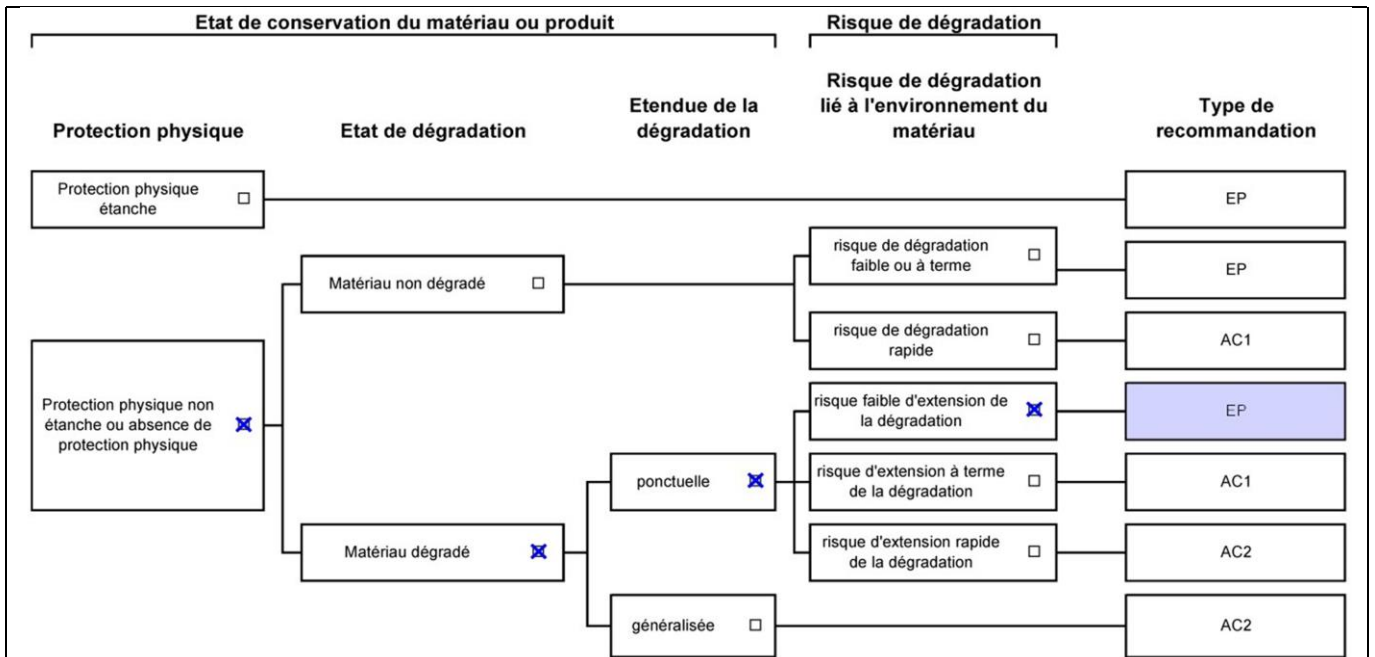 Etat de conservation du matériau ou produit
Risque de dégradation
Protection physique
Etat de dégradation
Etendue de la
dégradation
Risque de dégradation
lié à l'environnement du
matériau
Type de
recommandation
Protection physique
étanche
EP
risque de dégradation
faible ou à terme
EP
Matériau non dégradé
risque de dégradation
rapide
AC1
Protection physique non
étanche ou absence de
protection physique
risque faible d'extension de
la dégradation
EP
ponctuelle
risque d'extension à terme
de la dégradation
AC1
Matériau dégradé
risque d'extension rapide
de la dégradation
AC2
généralisée
AC2